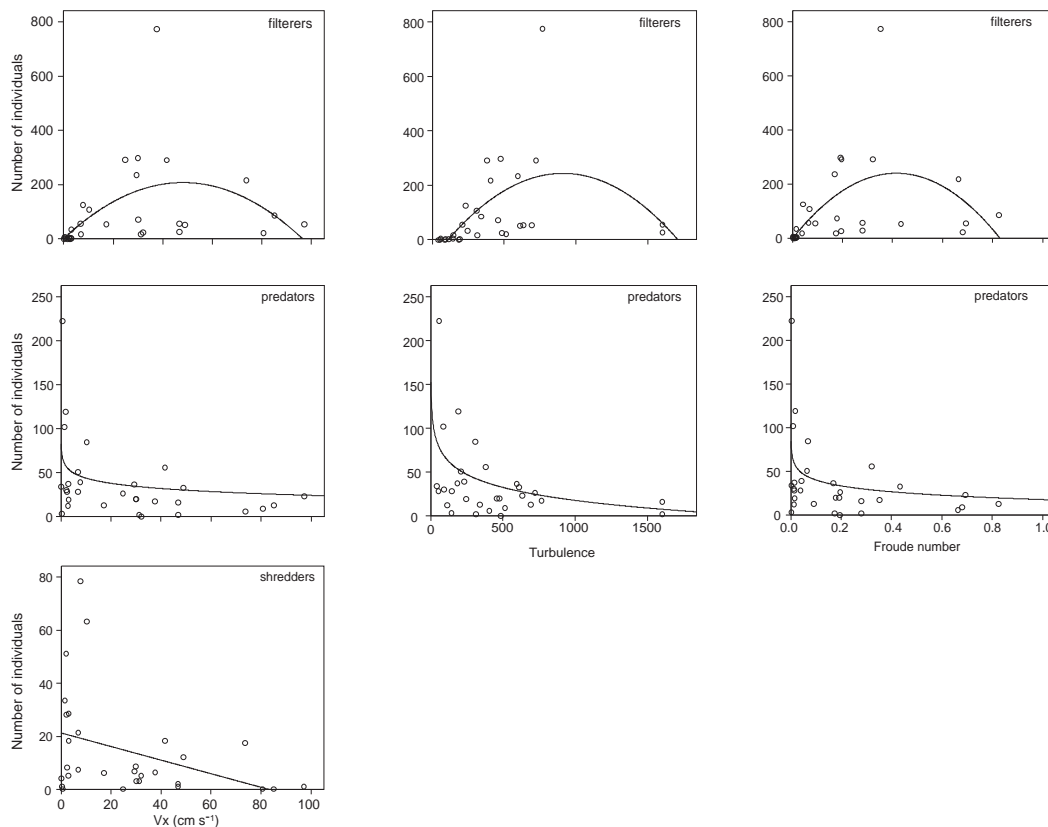 filterers
filterers
filterers
Number of individuals
800
600
400
200
0
800
600
400
200
0
800
600
400
200
0
predators
predators
predators
Number of individuals
250
200
150
100
50
0
250
200
150
100
50
0
250
200
150
100
50
0
0 500 1000 1500
Turbulence
0.0 0.2 0.4 0.6 0.8 1.0
Froude number
shredders
Number of individuals
80
60
40
20
0
0 20 40 60 80 100
Vx (cm s⁻¹)